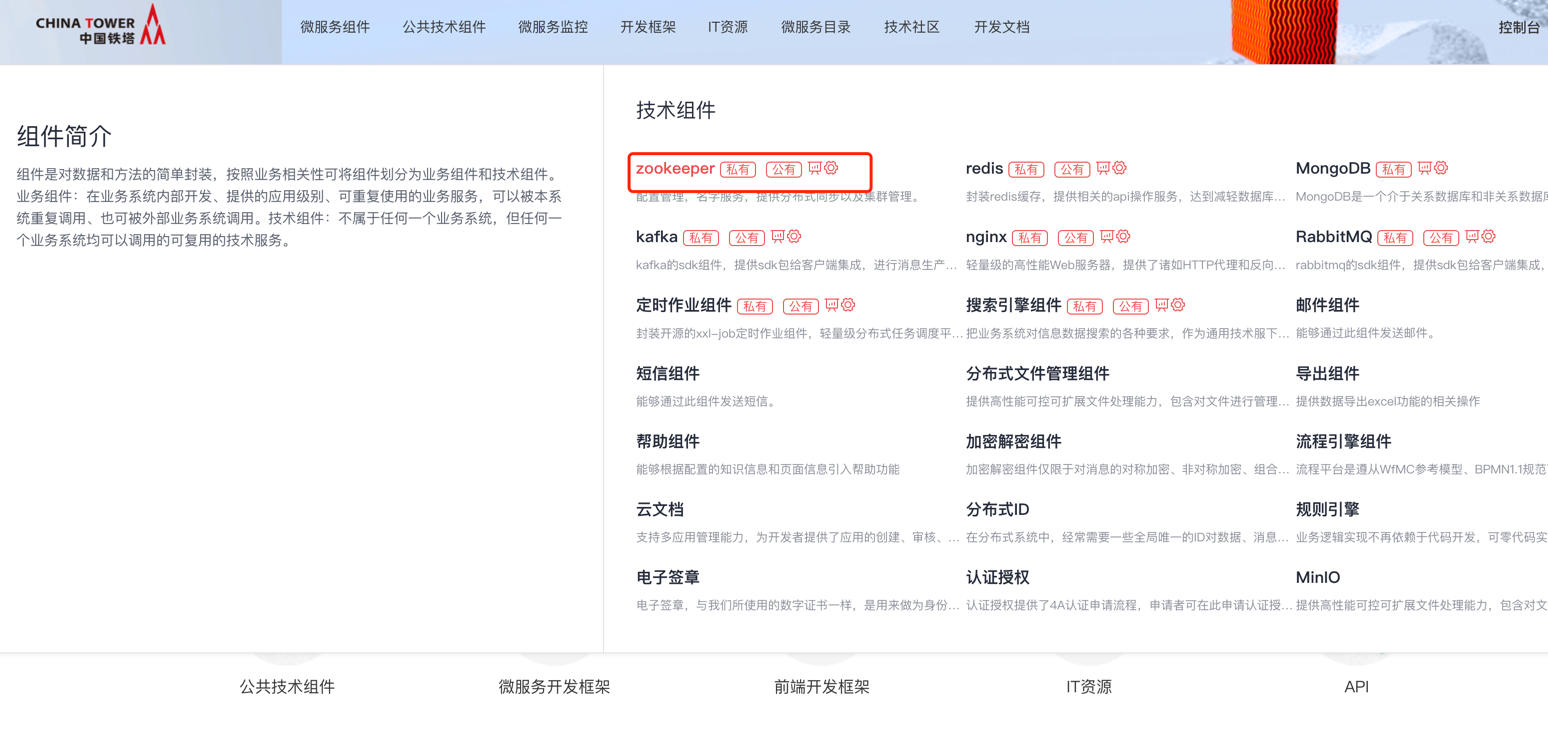 CHINA TOWER
中国铁塔
微服务组件 公共技术组件 微服务监控 开发框架 IT资源 微服务目录 技术社区 开发文档 控制台
组件简介
组件是对数据和方法的简单封装，按照业务相关性可将组件划分为业务组件和技术组件。
业务组件：在业务系统内部开发、提供的应用级别、可重复使用的业务服务，可以被本系
统重复调用、也可被外部业务系统调用。技术组件：不属于任何一个业务系统，但任何一
个业务系统均可以调用的可复用的技术服务。
技术组件
zookeeper 私有 公有 redis 私有 公有 MongoDB 私有
配置管理，名字服务，提供分布式同步以及集群管理。 封装redis缓存，提供相关的api操作服务，达到减轻数据库... MongoDB是一个介于关系数据库和非关系数据库
kafka 私有 公有 nginx 私有 公有 RabbitMQ 私有 公有
kafka的sdk组件，提供sdk包给客户端集成，进行消息生产... 轻量级的高性能Web服务器，提供了诸如HTTP代理和反向... rabbitmq的sdk组件，提供sdk包给客户端集成，
定时作业组件 私有 公有 搜索引擎组件 私有 公有 邮件组件
封装开源的xxl-job定时作业组件，轻量级分布式任务调度平... 把业务系统对信息数据搜索的各种要求，作为通用技术服下... 能够通过此组件发送邮件。
短信组件 分布式文件管理组件 导出组件
能够通过此组件发送短信。 提供高性能可控可扩展文件处理能力，包含对文件进行管理... 提供数据导出excel功能的相关操作
帮助组件 加密解密组件 流程引擎组件
能够根据配置的知识信息和页面信息引入帮助功能 加密解密组件仅限于对消息的对称加密、非对称加密、组合... 流程平台是遵从WfMC参考模型、BPMN1.1规范
云文档 分布式ID 规则引擎
支持多应用管理能力，为开发者提供了应用的创建、审核、... 在分布式系统中，经常需要一些全局唯一的ID对数据、消息... 业务逻辑实现不再依赖于代码开发，可零代码实
电子签章 认证授权 MinIO
电子签章，与我们所使用的数字证书一样，是用来做为身份... 认证授权提供了4A认证申请流程，申请者可在此申请认证授... 提供高性能可控可扩展文件处理能力，包含对文
公共技术组件 微服务开发框架 前端开发框架 IT资源 API